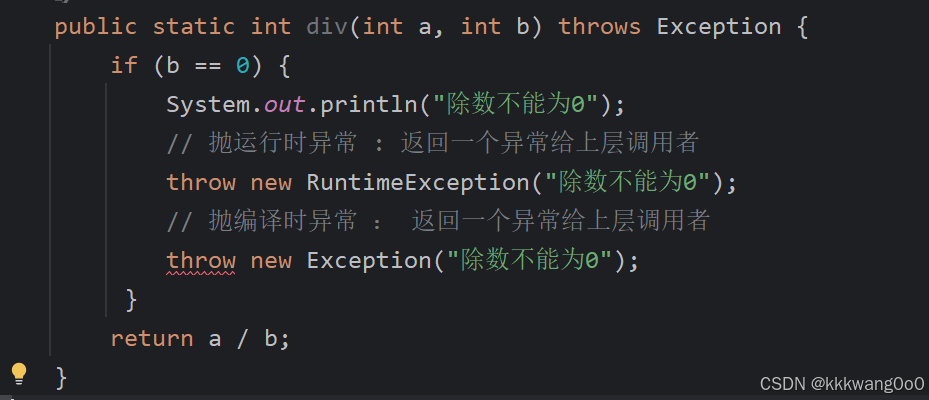 public static int div(int a, int b) throws Exception {
if (b == 0) {
System.out.println("除数不能为0");
// 抛运行时异常 : 返回一个异常给上层调用者
throw new RuntimeException("除数不能为0");
// 抛编译时异常 : 返回一个异常给上层调用者
throw new Exception("除数不能为0");
}
return a / b;
}
CSDN @kkkwang0o0